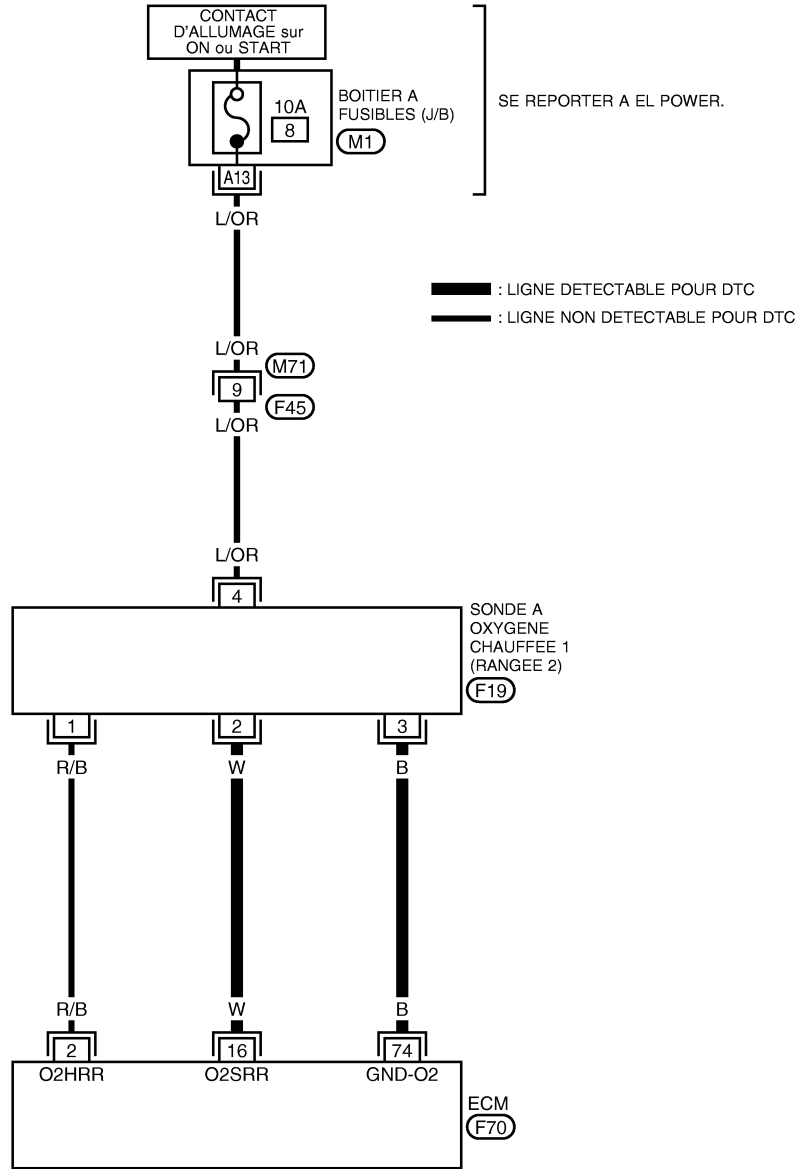 CONTACT
D'ALLUMAGE sur
ON ou START
BOITIER A
FUSIBLES (J/B)
M1
10A
8
SE REPORTER A EL POWER.
A13
L/OR
: LIGNE DETECTABLE POUR DTC
: LIGNE NON DETECTABLE POUR DTC
L/OR
M71
9
F45
L/OR
L/OR
4
SONDE A
OXYGENE
CHAUFFEE 1
(RANGEE 2)
F19
1 2 3
R/B W B
R/B W B
2 16 74
O2HRR O2SRR GND-O2
ECM
F70